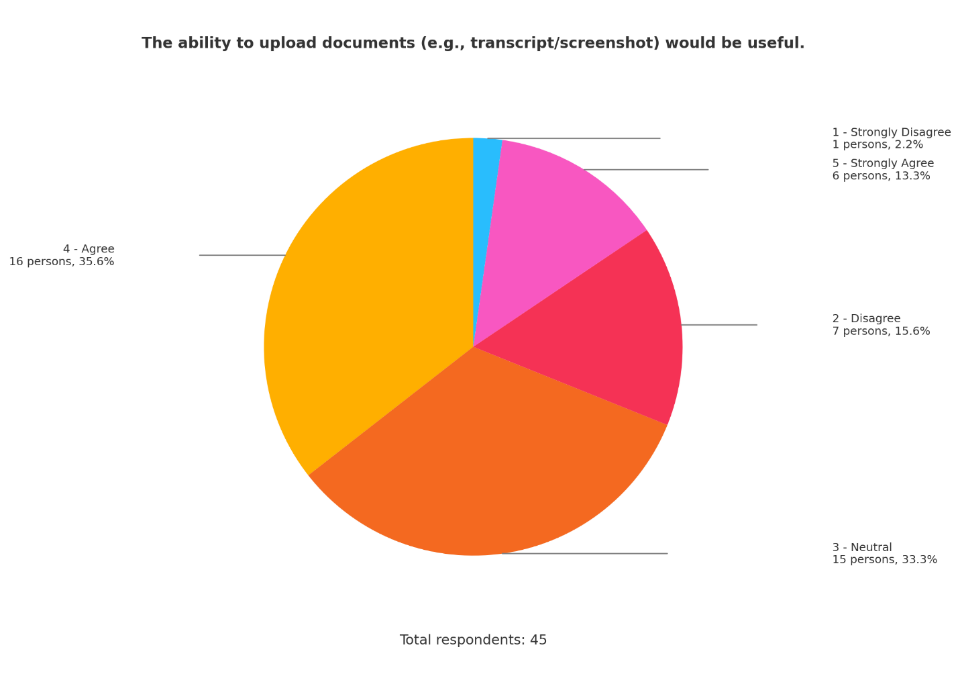 The ability to upload documents (e.g., transcript/screenshot) would be useful.
1 - Strongly Disagree
1 persons, 2.2%
5 - Strongly Agree
6 persons, 13.3%
4 - Agree
16 persons, 35.6%
2 - Disagree
7 persons, 15.6%
3 - Neutral
15 persons, 33.3%
Total respondents: 45